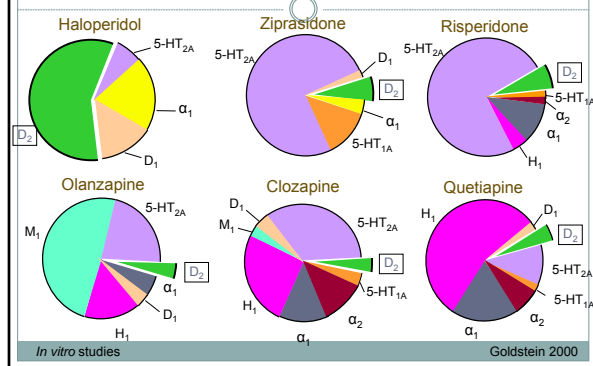 Haloperidol
5-HT2A
α1
D1
D2
Ziprasidone
5-HT2A
D1
D2
α1
5-HT1A
Risperidone
5-HT2A
D2
5-HT1A
α2
α1
H1
Olanzapine
M1
5-HT2A
D2
α1
D1
H1
Clozapine
D1
M1
5-HT2A
D2
5-HT1A
α2
α1
H1
Quetiapine
H1
D1
D2
5-HT2A
5-HT1A
α2
α1
In vitro studies
Goldstein 2000